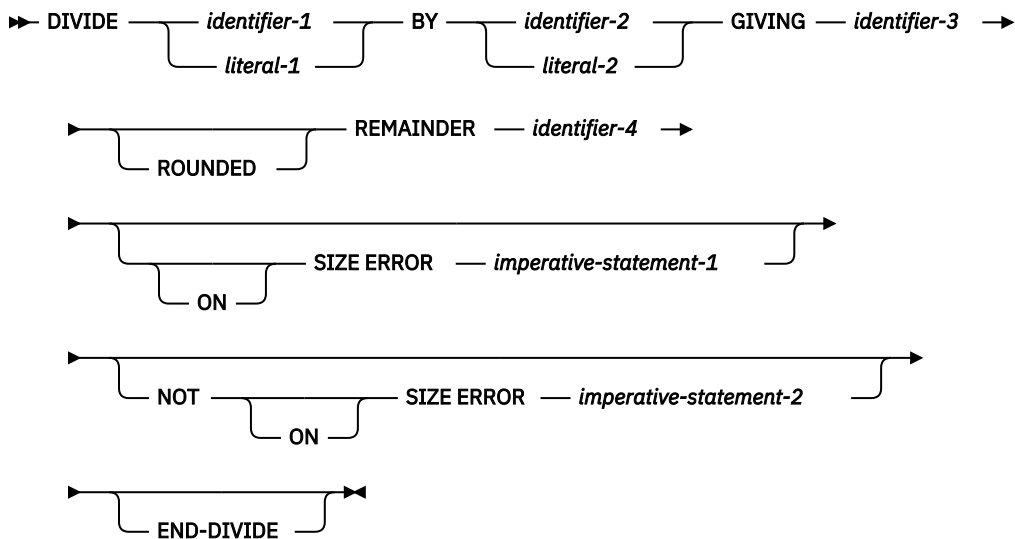 DIVIDE identifier-1 BY identifier-2 GIVING identifier-3
literal-1 literal-2
REMAINDER identifier-4
ROUNDED
SIZE ERROR imperative-statement-1
ON
NOT SIZE ERROR imperative-statement-2
ON
END-DIVIDE